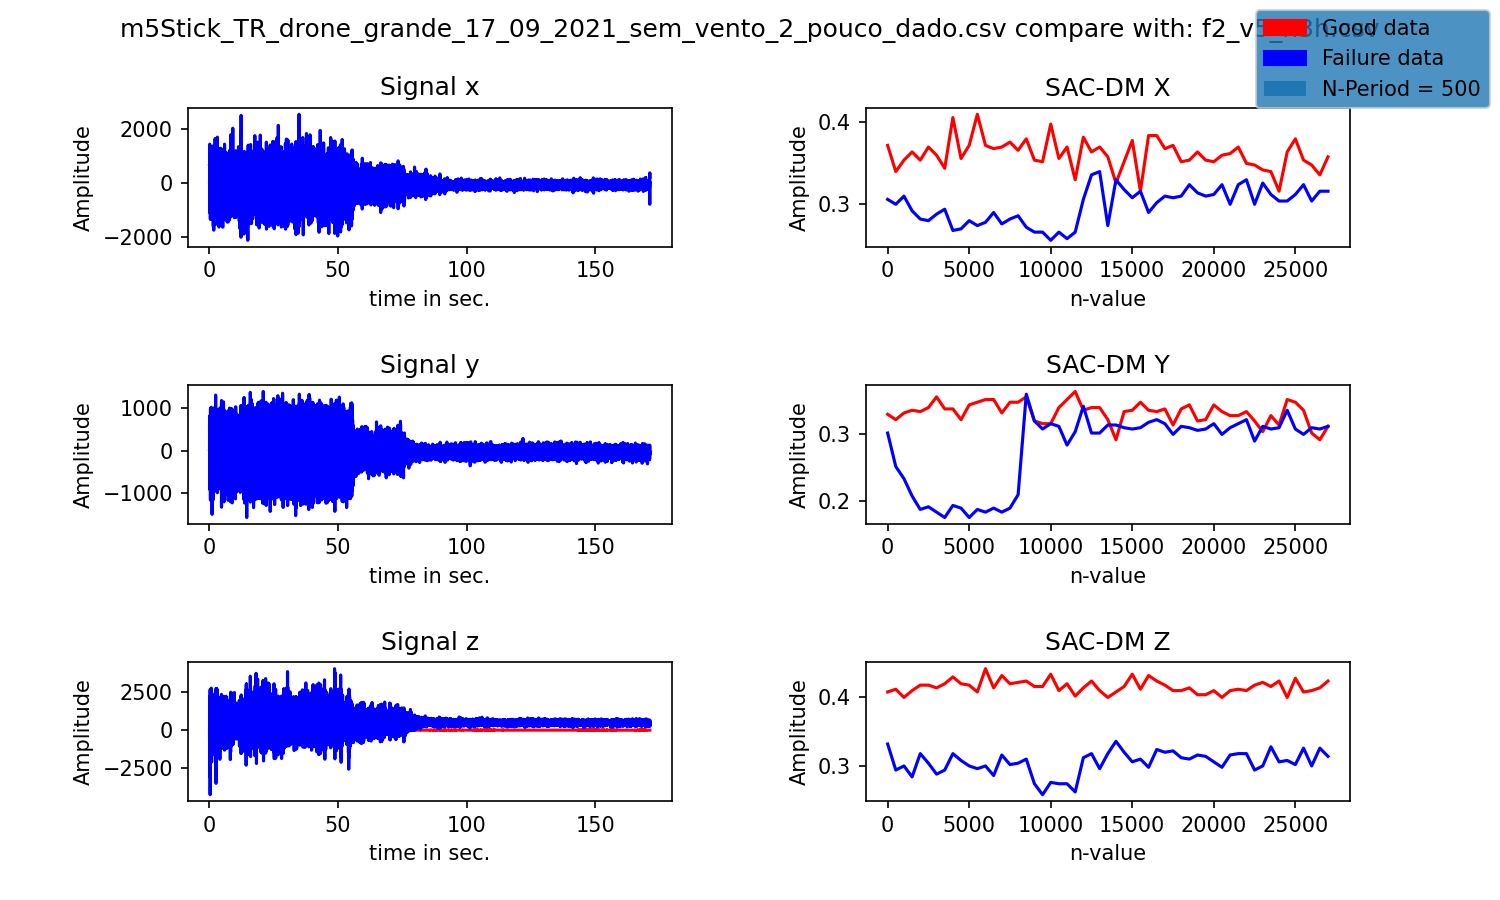 m5Stick_TR_drone_grande_17_09_2021_sem_vento_2_pouco_dado.csv compare with:
Good data
Failure data
N-Period = 500
Signal x
Amplitude
2000
0
−2000
0 50 100 150
time in sec.
SAC-DM X
Amplitude
0.4
0.3
0 5000 10000 15000 20000 25000
n-value
Signal y
Amplitude
1000
0
−1000
0 50 100 150
time in sec.
SAC-DM Y
Amplitude
0.3
0.2
0 5000 10000 15000 20000 25000
n-value
Signal z
Amplitude
2500
0
−2500
0 50 100 150
time in sec.
SAC-DM Z
Amplitude
0.4
0.3
0 5000 10000 15000 20000 25000
n-value